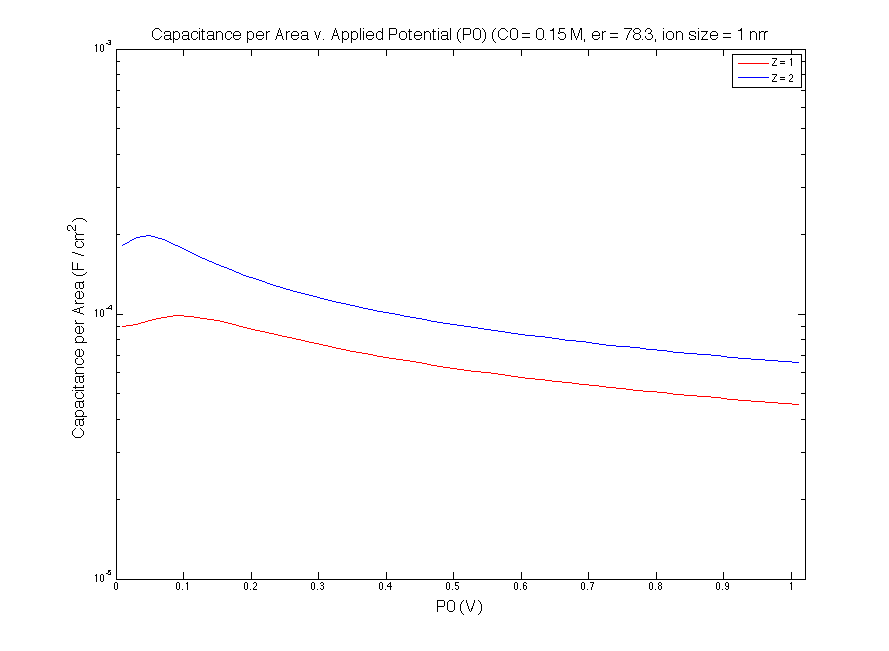 Capacitance per Area v. Applied Potential (P0) (C0 = 0.15 M, er = 78.3, ion size = 1 nm
Z = 1
Z = 2
Capacitance per Area (F / cm²)
10⁻³
10⁻⁴
10⁻⁵
0 0.1 0.2 0.3 0.4 0.5 0.6 0.7 0.8 0.9 1
P0 (V)